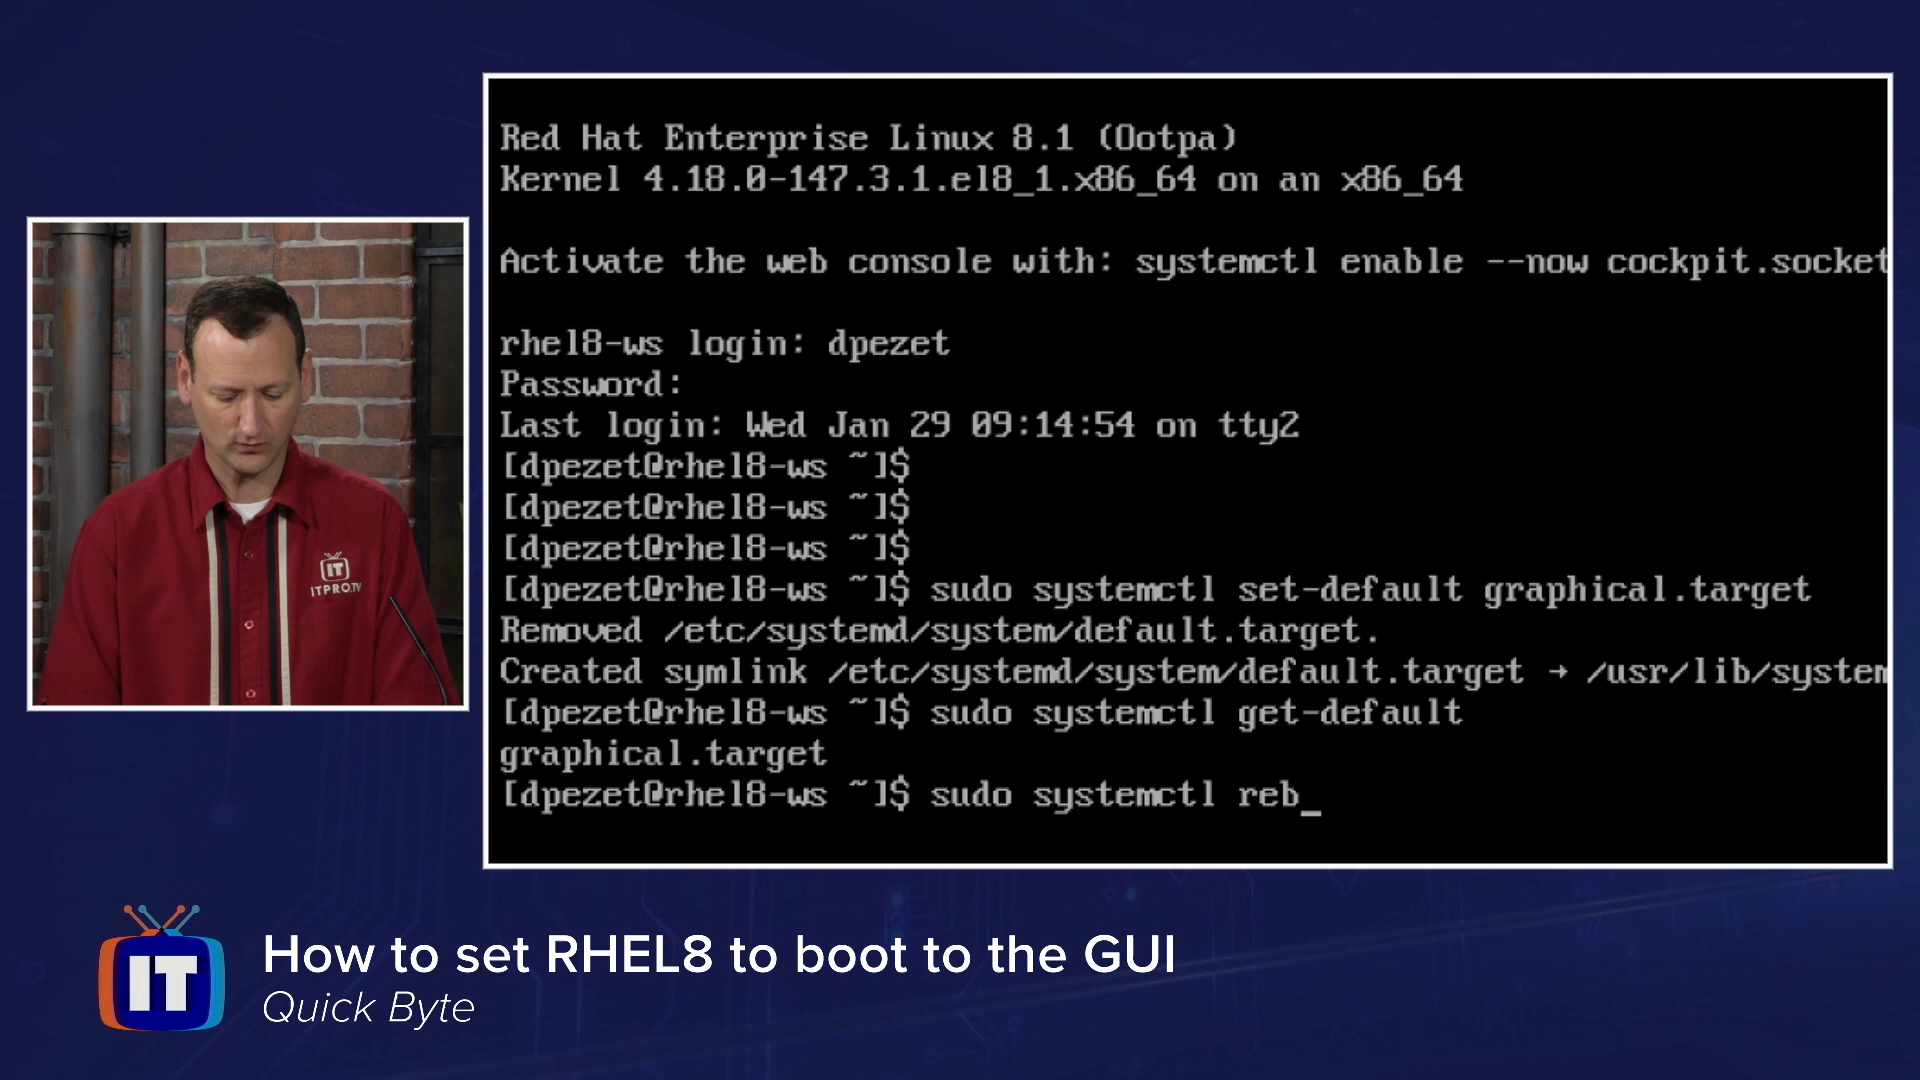 Red Hat Enterprise Linux 8.1 (Ootpa)
Kernel 4.18.0-147.3.1.el8_1.x86_64 on an x86_64
Activate the web console with: systemctl enable --now cockpit.socket
rhel8-ws login: dpezet
Password:
Last login: Wed Jan 29 09:14:54 on tty2
[dpezet@rhel8-ws ~]$
[dpezet@rhel8-ws ~]$
[dpezet@rhel8-ws ~]$
[dpezet@rhel8-ws ~]$ sudo systemctl set-default graphical.target
Removed /etc/systemd/system/default.target.
Created symlink /etc/systemd/system/default.target → /usr/lib/system
[dpezet@rhel8-ws ~]$ sudo systemctl get-default
graphical.target
[dpezet@rhel8-ws ~]$ sudo systemctl reb_
IT
ITPRO.TV
IT
How to set RHEL8 to boot to the GUI
Quick Byte